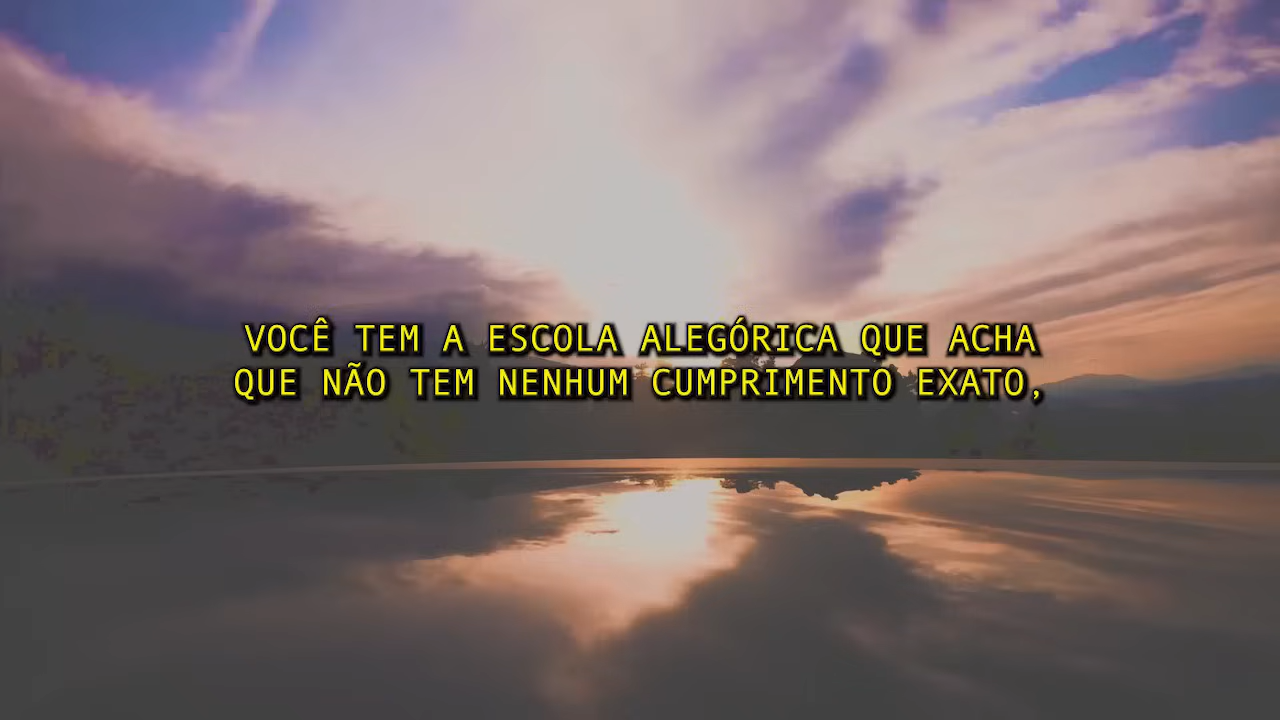 VOCÊ TEM A ESCOLA ALEGÓRICA QUE ACHA
QUE NÃO TEM NENHUM CUMPRIMENTO EXATO,